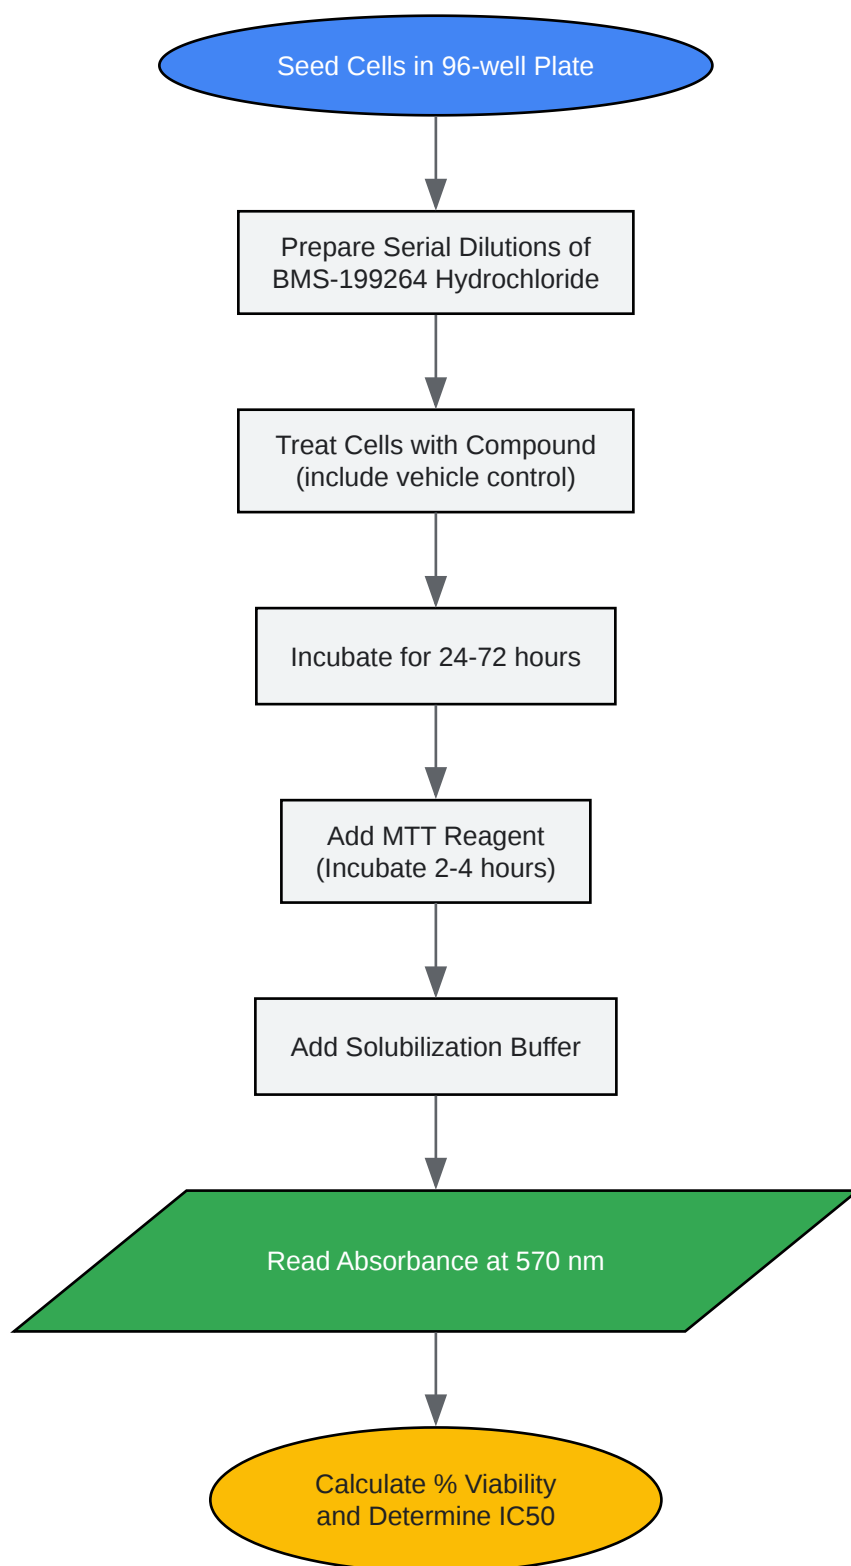 Seed Cells in 96-well Plate
Prepare Serial Dilutions of
BMS-199264 Hydrochloride
Treat Cells with Compound
(include vehicle control)
Incubate for 24-72 hours
Add MTT Reagent
(Incubate 2-4 hours)
Add Solubilization Buffer
Read Absorbance at 570 nm
Calculate % Viability
and Determine IC50